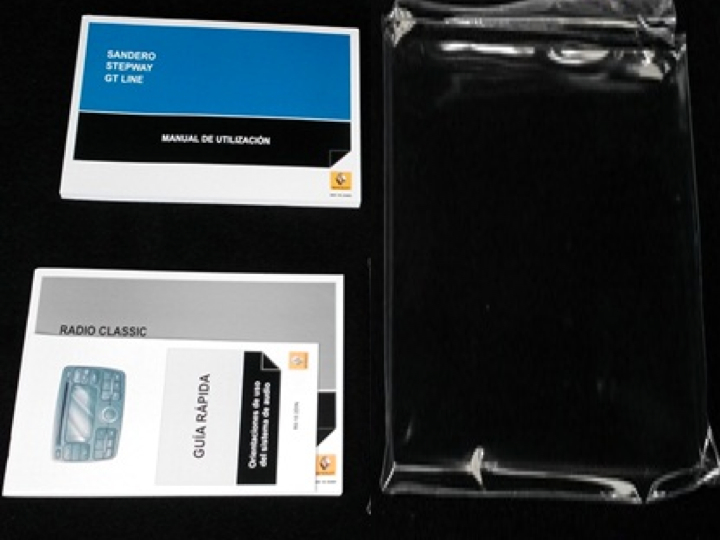 SANDERO
STEPWAY
GT LINE
MANUAL DE UTILIZACIÓN
RADIO CLASSIC
GUÍA RÁPIDA
Orientaciones de uso
del sistema de audio